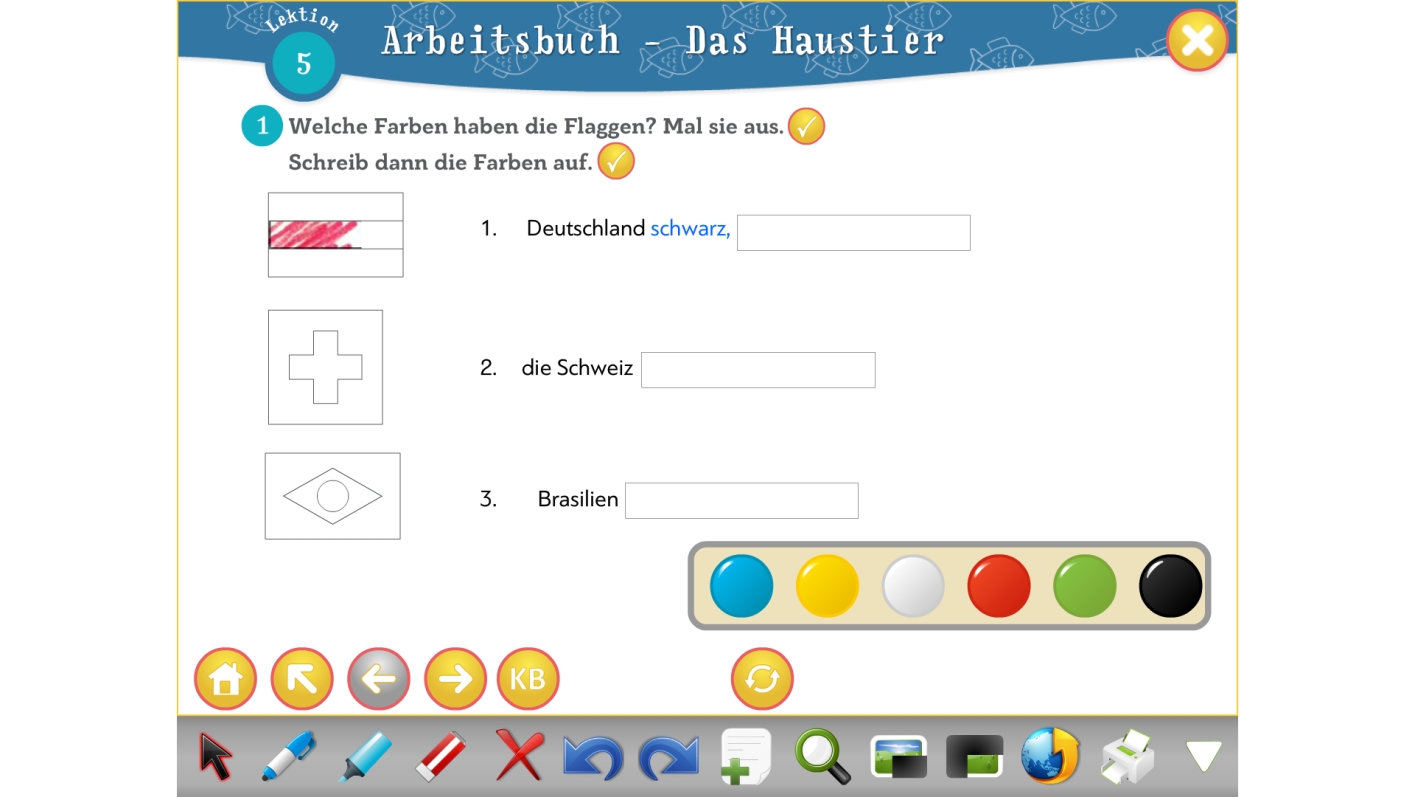 Lektion
5
Arbeitsbuch – Das Haustier
1 Welche Farben haben die Flaggen? Mal sie aus.
Schreib dann die Farben auf.
1. Deutschland schwarz,
2. die Schweiz
3. Brasilien
KB